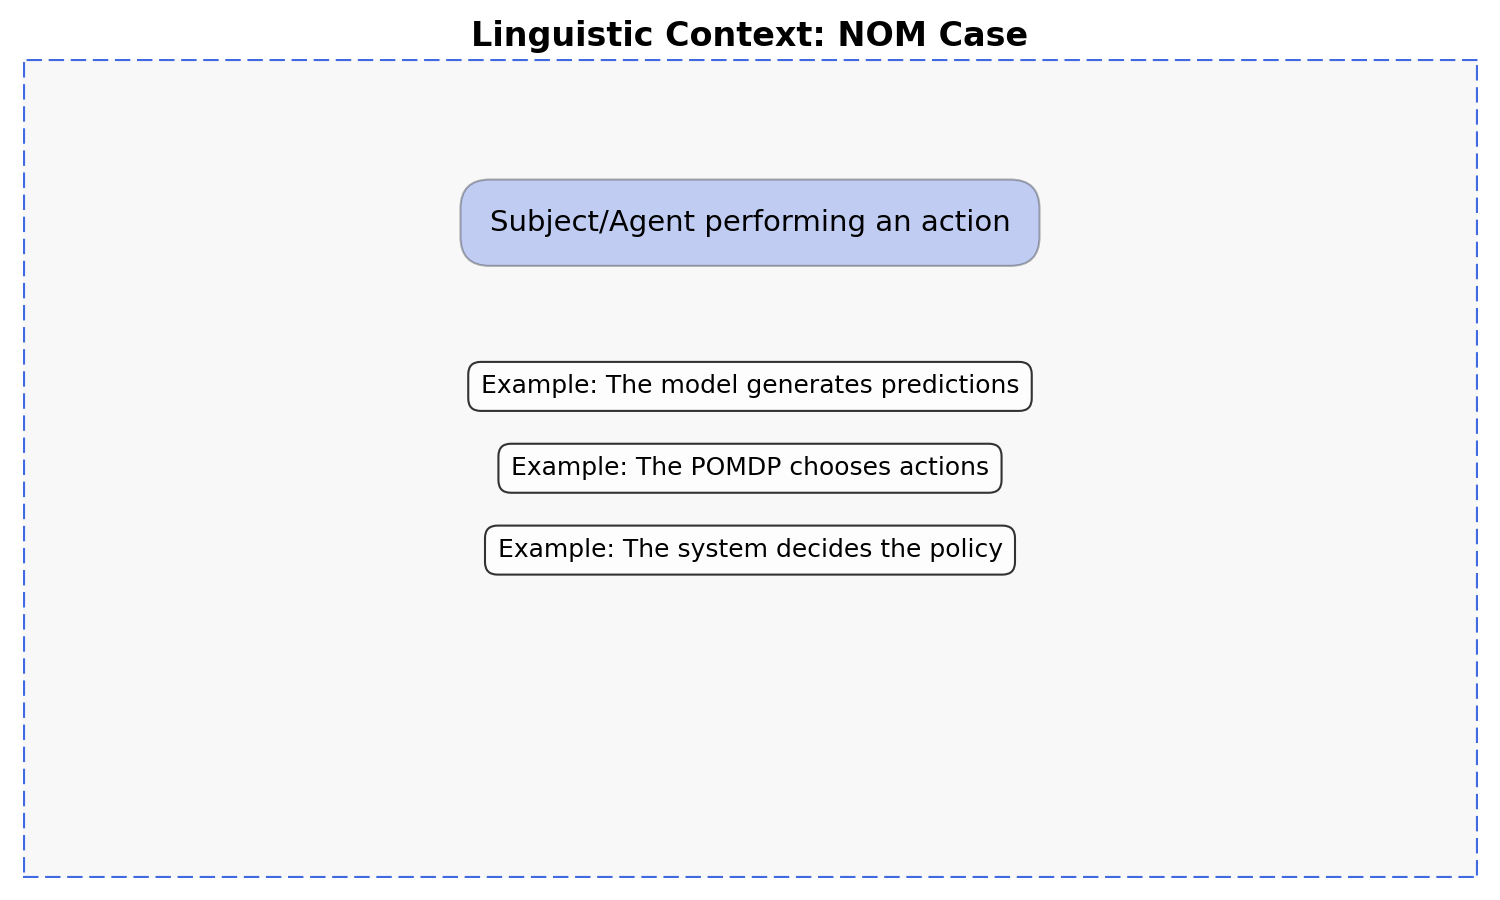 Linguistic Context: NOM Case
Subject/Agent performing an action
Example: The model generates predictions
Example: The POMDP chooses actions
Example: The system decides the policy